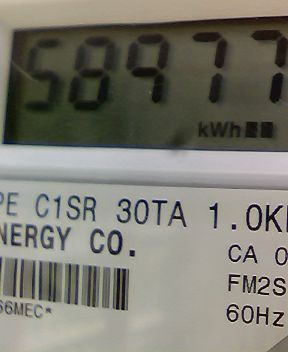 58977
kWh
PE C1SR 30TA 1.0K
NERGY CO.
CA 0
FM2S
60Hz
66MEC*